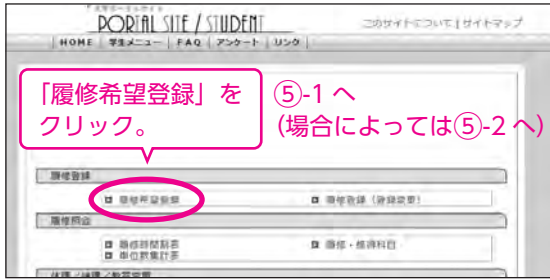 PORTAL SITE / STUDENT
このサイトについて | サイトマップ
| HOME | 学生メニュー | FAQ | アンケート | リンク |
「履修希望登録」を
クリック。
⑤-1 へ
(場合によっては⑤-2 へ)
履修登録
履修希望登録
履修登録（登録変更）
履修照会
履修時間割表
履修・修得科目
単位数集計表